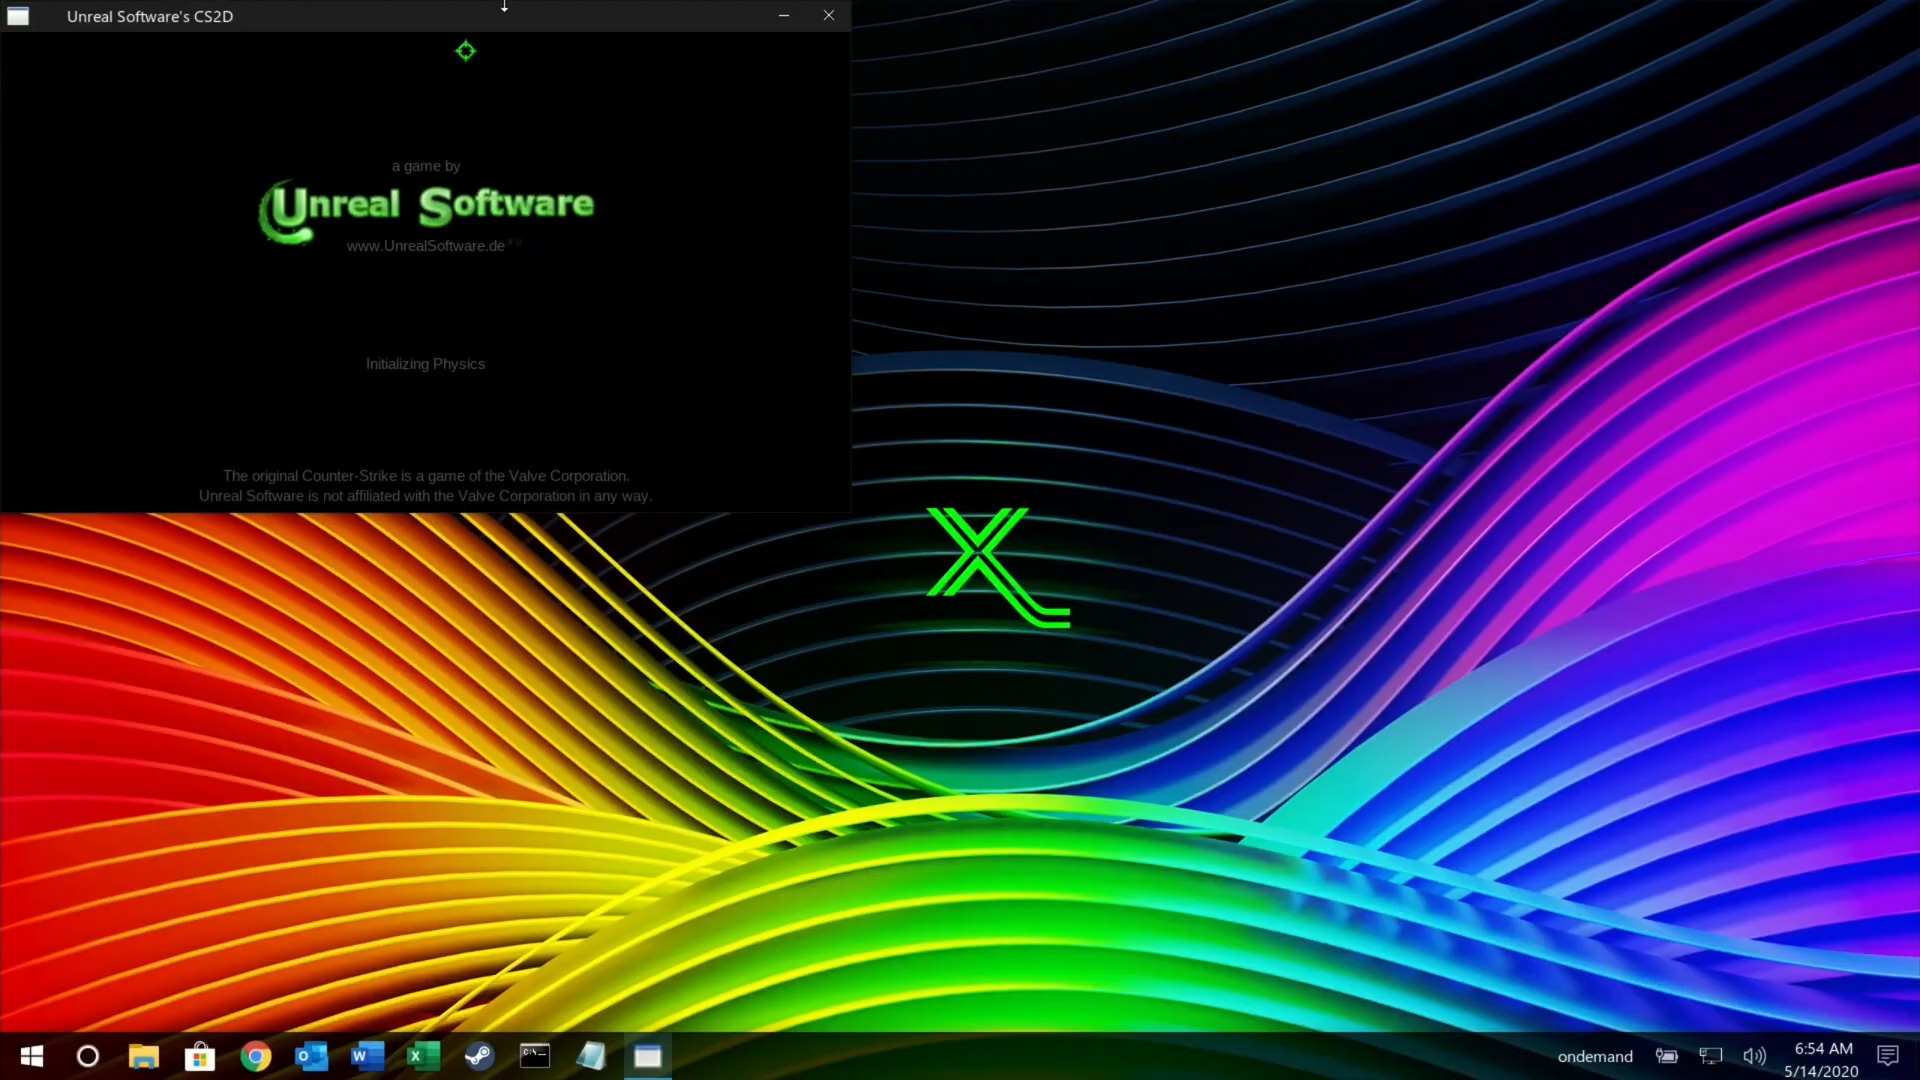 Unreal Software's CS2D
a game by
Unreal Software
www.UnrealSoftware.de
Initializing Physics
The original Counter-Strike is a game of the Valve Corporation.
Unreal Software is not affiliated with the Valve Corporation in any way.
ondemand
6:54 AM
5/14/2020